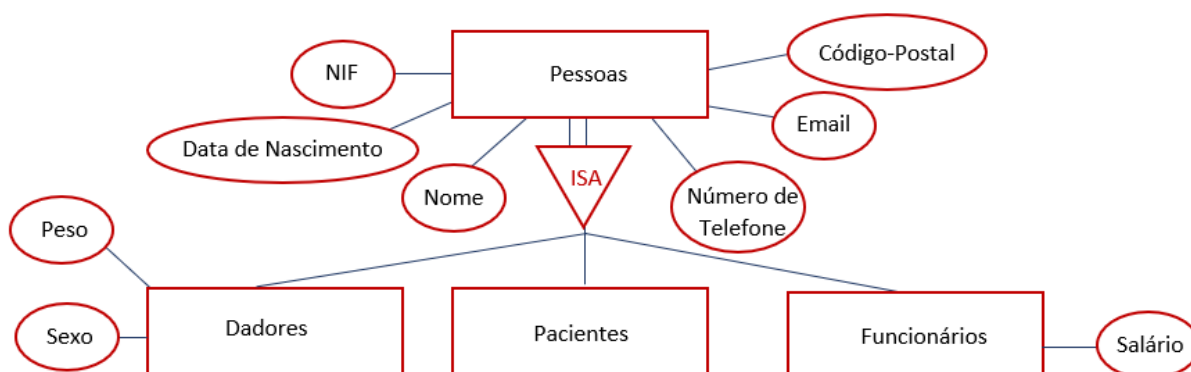 Código-Postal
NIF
Pessoas
Email
Data de Nascimento
ISA
Nome
Número de
Telefone
Peso
Sexo
Dadores
Pacientes
Funcionários
Salário